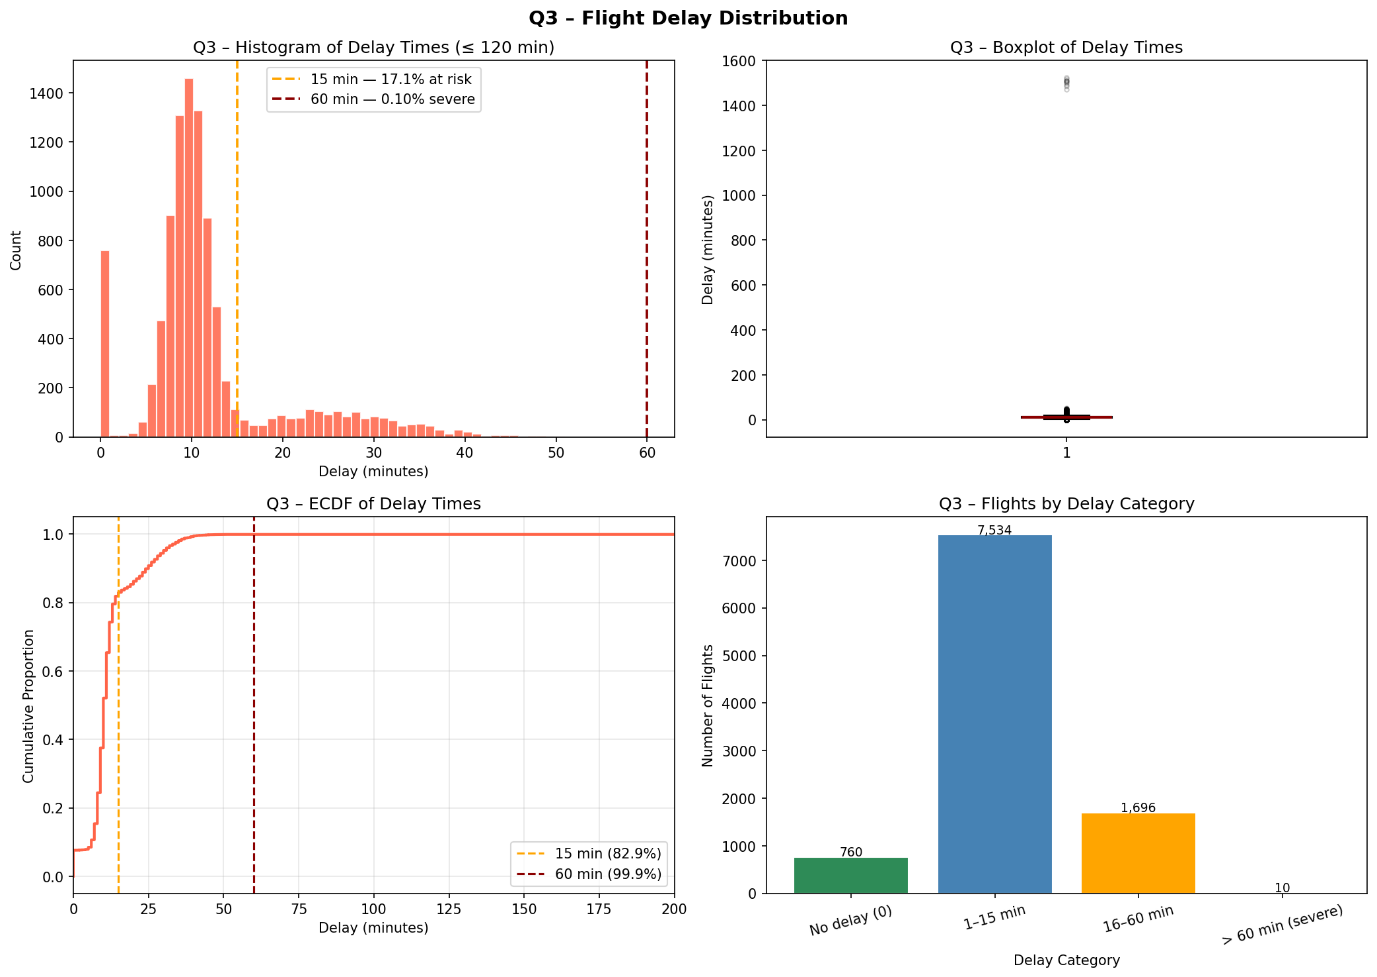 Q3 – Flight Delay Distribution
Q3 – Histogram of Delay Times (≤ 120 min)
15 min — 17.1% at risk
60 min — 0.10% severe
Count
1400
1200
1000
800
600
400
200
0
0 10 20 30 40 50 60
Delay (minutes)
Q3 – Boxplot of Delay Times
Delay (minutes)
1600
1400
1200
1000
800
600
400
200
0
1
Q3 – ECDF of Delay Times
Cumulative Proportion
1.0
0.8
0.6
0.4
0.2
0.0
15 min (82.9%)
60 min (99.9%)
0 25 50 75 100 125 150 175 200
Delay (minutes)
Q3 – Flights by Delay Category
Number of Flights
7000
6000
5000
4000
3000
2000
1000
0
760
7,534
1,696
10
No delay (0)
1–15 min
16–60 min
> 60 min (severe)
Delay Category